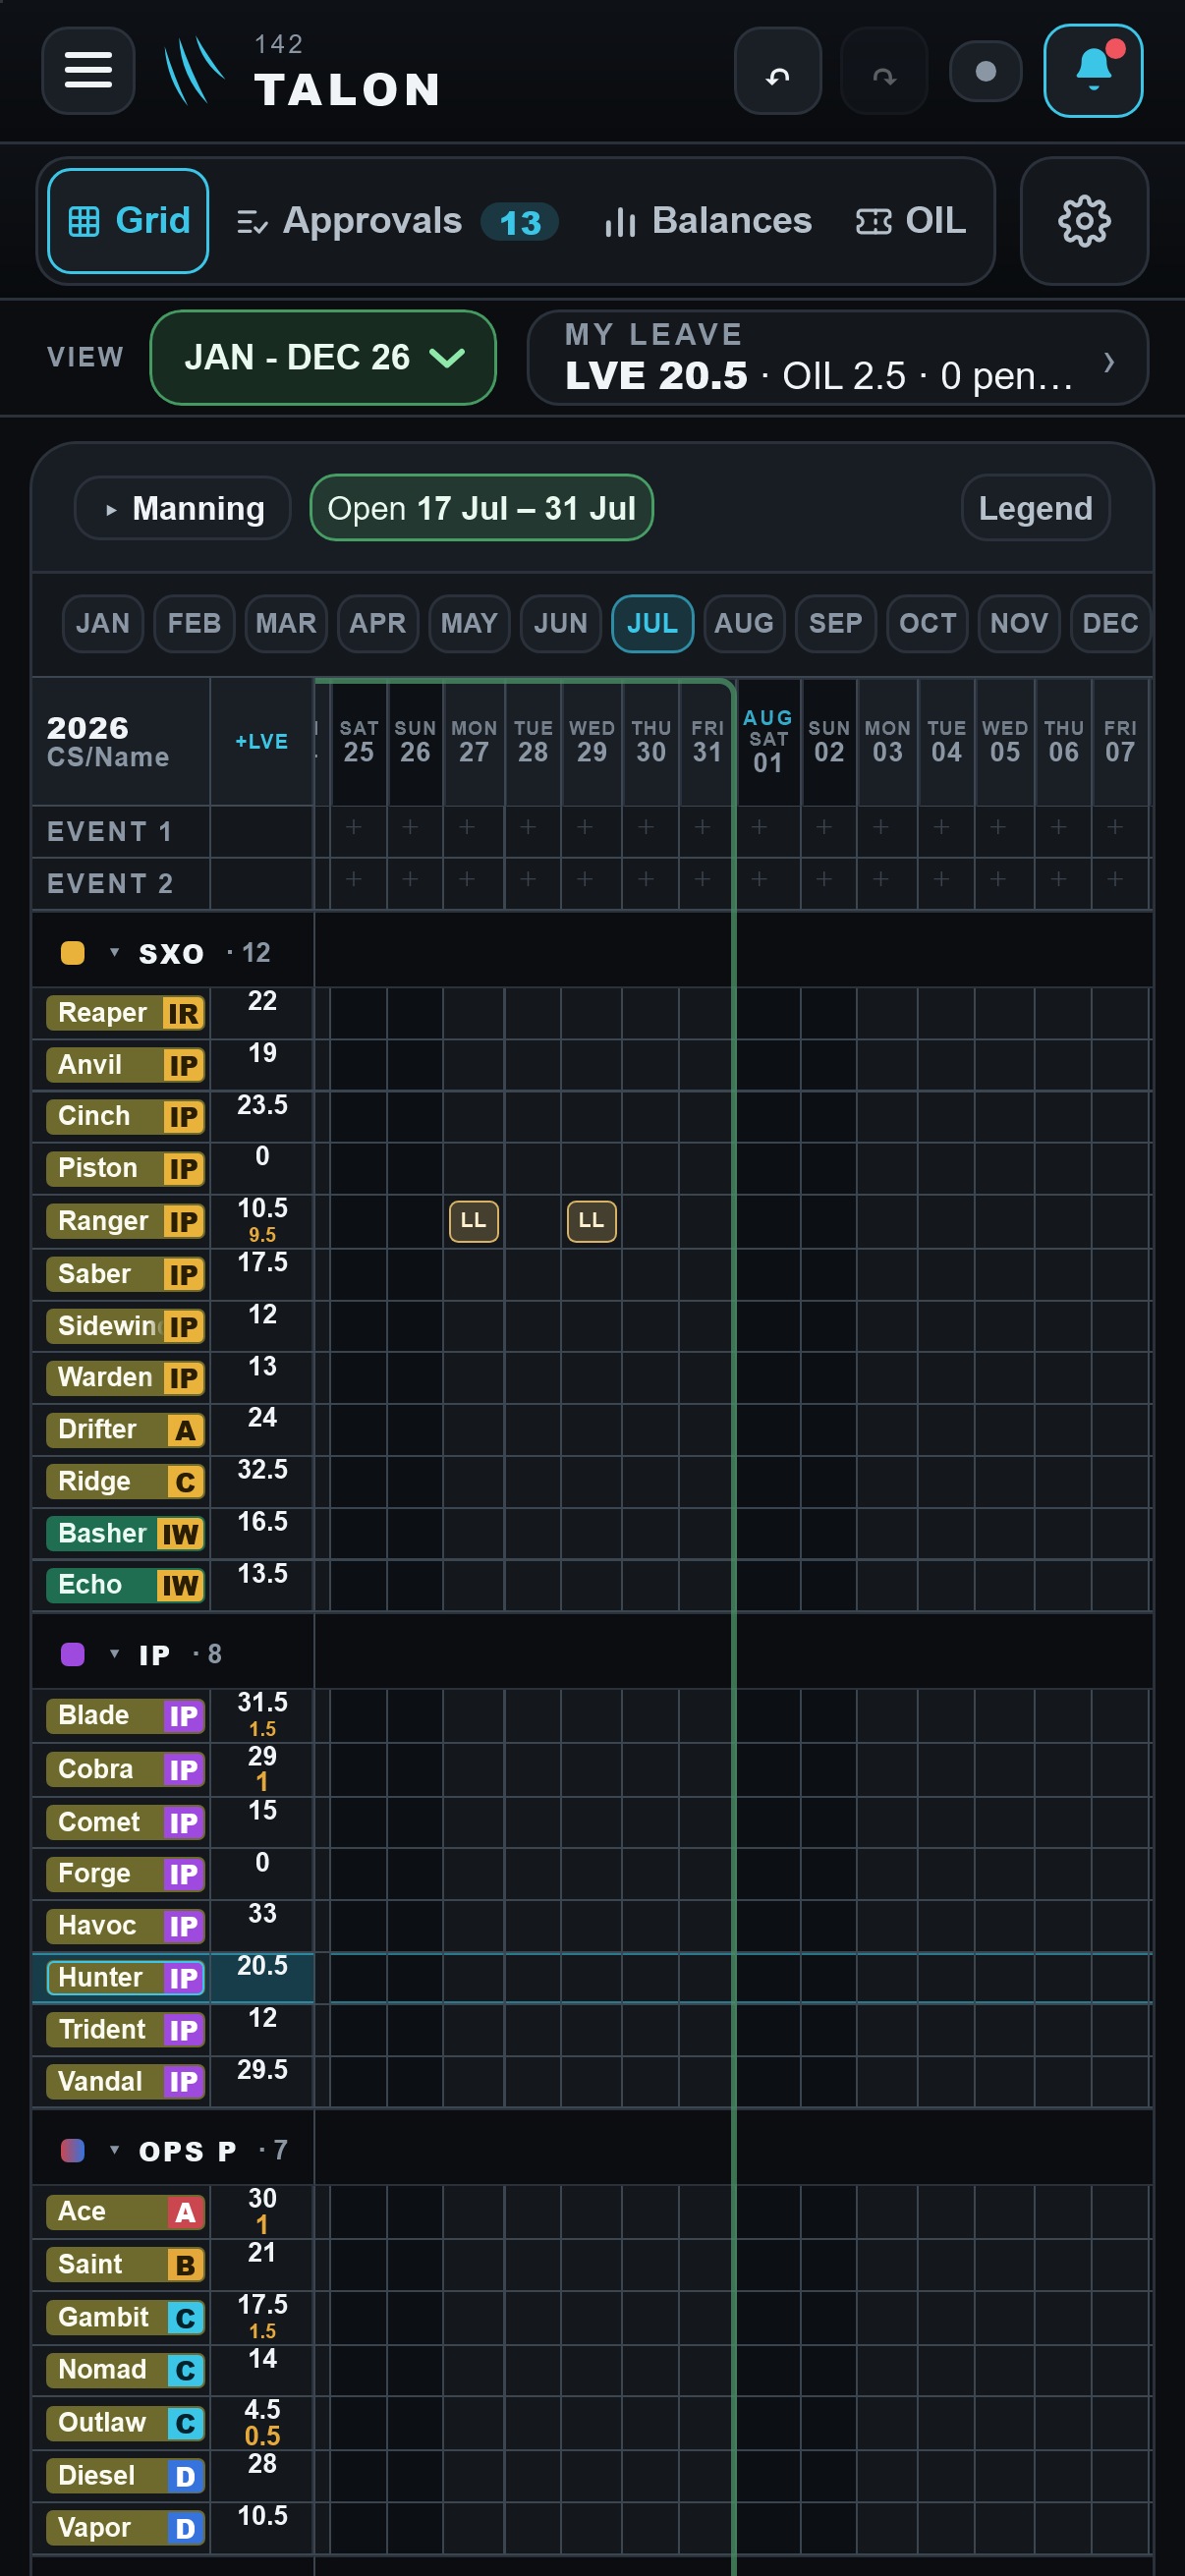 142
TALON
Grid
Approvals 13
Balances
OIL
VIEW
JAN - DEC 26
MY LEAVE
LVE 20.5 · OIL 2.5 · 0 pen…
Manning
Open 17 Jul – 31 Jul
Legend
JAN FEB MAR APR MAY JUN JUL AUG SEP OCT NOV DEC
2026
CS/Name
+LVE
SAT 25
SUN 26
MON 27
TUE 28
WED 29
THU 30
FRI 31
AUG SAT 01
SUN 02
MON 03
TUE 04
WED 05
THU 06
FRI 07
EVENT 1 + + + + + + + + + + + + + +
EVENT 2 + + + + + + + + + + + + + +
SXO · 12
Reaper IR 22
Anvil IP 19
Cinch IP 23.5
Piston IP 0
Ranger IP 10.5 9.5 LL LL
Saber IP 17.5
Sidewin IP 12
Warden IP 13
Drifter A 24
Ridge C 32.5
Basher IW 16.5
Echo IW 13.5
IP · 8
Blade IP 31.5 1.5
Cobra IP 29 1
Comet IP 15
Forge IP 0
Havoc IP 33
Hunter IP 20.5
Trident IP 12
Vandal IP 29.5
OPS P · 7
Ace A 30 1
Saint B 21
Gambit C 17.5 1.5
Nomad C 14
Outlaw C 4.5 0.5
Diesel D 28
Vapor D 10.5